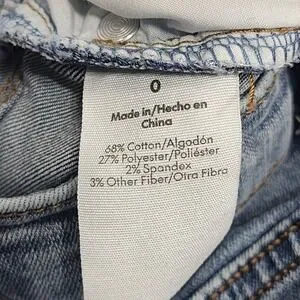 0
Made in/Hecho en
China
68% Cotton/Algodón
27% Polyester/Poliéster
2% Spandex
3% Other Fiber/Otra Fibra